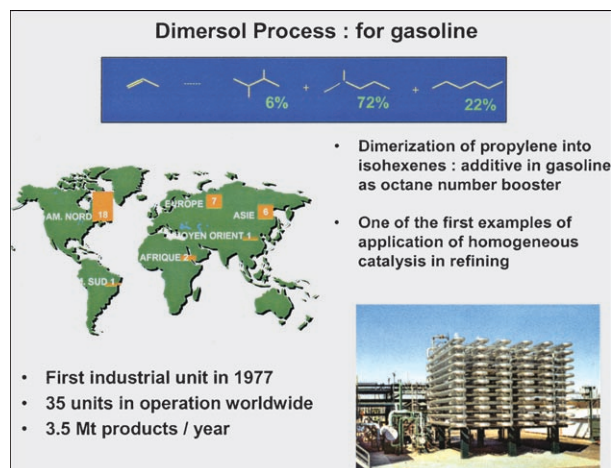 Dimersol Process : for gasoline
+ +
6% 72% 22%
• Dimerization of propylene into
isohexenes : additive in gasoline
as octane number booster
• One of the first examples of
application of homogeneous
catalysis in refining
EUROPE 7
AM. NORD 18
ASIE 6
MOYEN ORIENT 1
AFRIQUE 2
. SUD 1
• First industrial unit in 1977
• 35 units in operation worldwide
• 3.5 Mt products / year